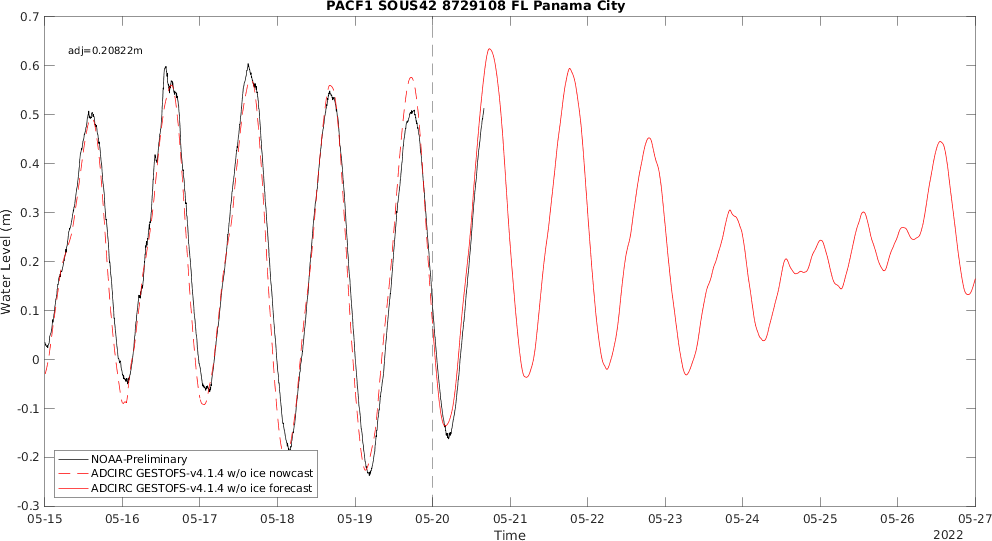 PACF1 SOUS42 8729108 FL Panama City
adj=0.20822m
Water Level (m)
0.7
0.6
0.5
0.4
0.3
0.2
0.1
0
-0.1
-0.2
-0.3
NOAA-Preliminary
ADCIRC GESTOFS-v4.1.4 w/o ice nowcast
ADCIRC GESTOFS-v4.1.4 w/o ice forecast
05-15 05-16 05-17 05-18 05-19 05-20 05-21 05-22 05-23 05-24 05-25 05-26 05-27
Time
2022